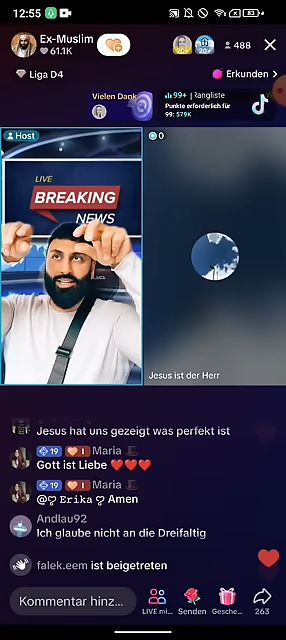 12:55
Ex-Muslim
61.1K
20+
488
Liga D4
Erkunden >
Vielen Dank
99+ | Rangliste
Punkte erforderlich für
99: 579K
Host
0
LIVE
BREAKING
NEWS
Jesus ist der Herr
Jesus hat uns gezeigt was perfekt ist
19 I Maria
Gott ist Liebe ❤️❤️❤️
19 I Maria
@ღ 𝙴𝚛𝚒𝚔𝚊 ღ Amen
Andlau92
Ich glaube nicht an die Dreifaltig
falek.eem ist beigetreten
Kommentar hinz...
LIVE mi...
Senden
Gesche...
263